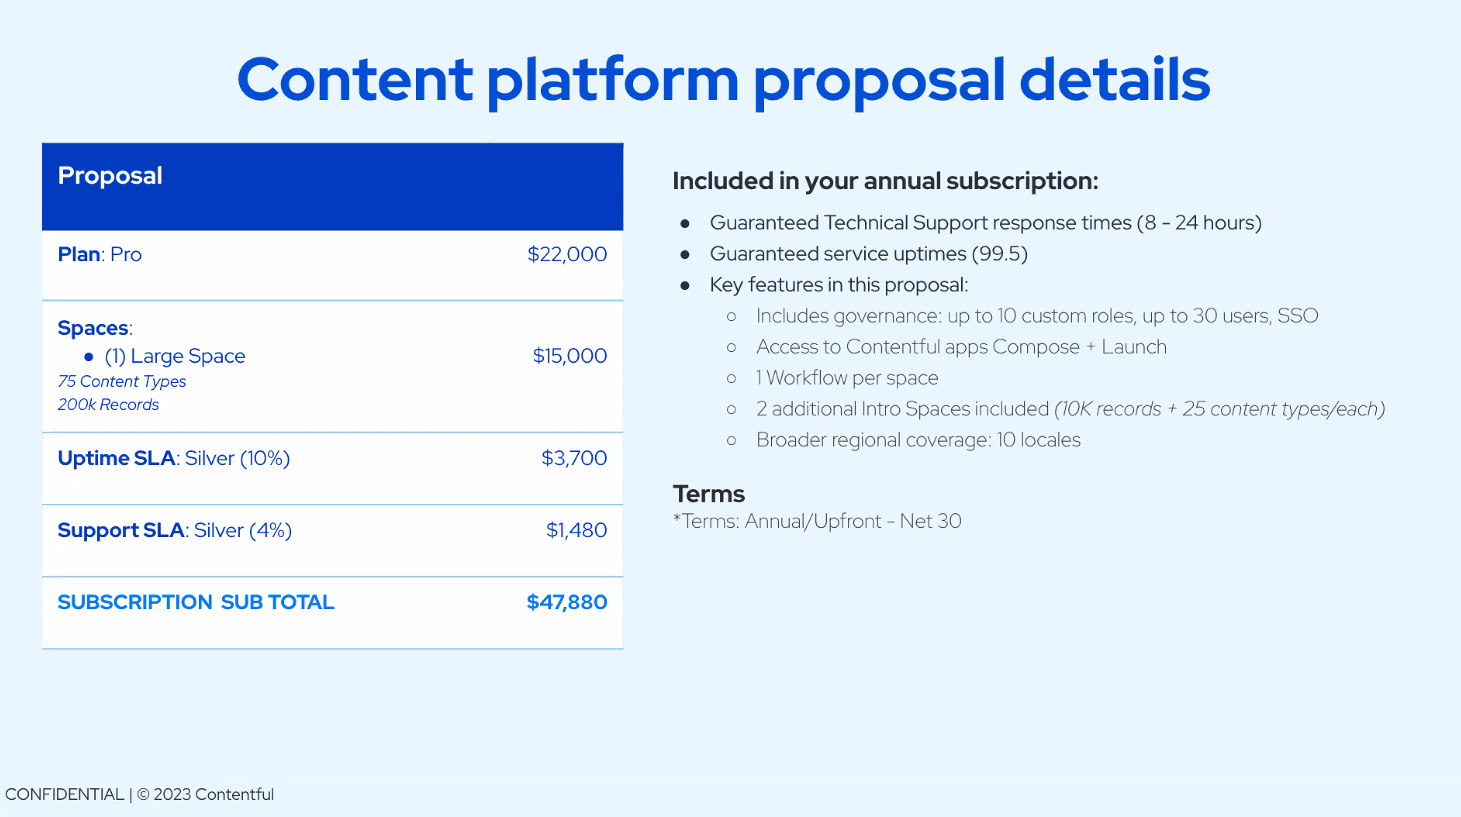 Content platform proposal details
Proposal
Plan: Pro $22,000
Spaces:
● (1) Large Space $15,000
75 Content Types
200k Records
Uptime SLA: Silver (10%) $3,700
Support SLA: Silver (4%) $1,480
SUBSCRIPTION SUB TOTAL $47,880
Included in your annual subscription:
● Guaranteed Technical Support response times (8 - 24 hours)
● Guaranteed service uptimes (99.5)
● Key features in this proposal:
○ Includes governance: up to 10 custom roles, up to 30 users, SSO
○ Access to Contentful apps Compose + Launch
○ 1 Workflow per space
○ 2 additional Intro Spaces included (10K records + 25 content types/each)
○ Broader regional coverage: 10 locales
Terms
*Terms: Annual/Upfront - Net 30
CONFIDENTIAL | © 2023 Contentful